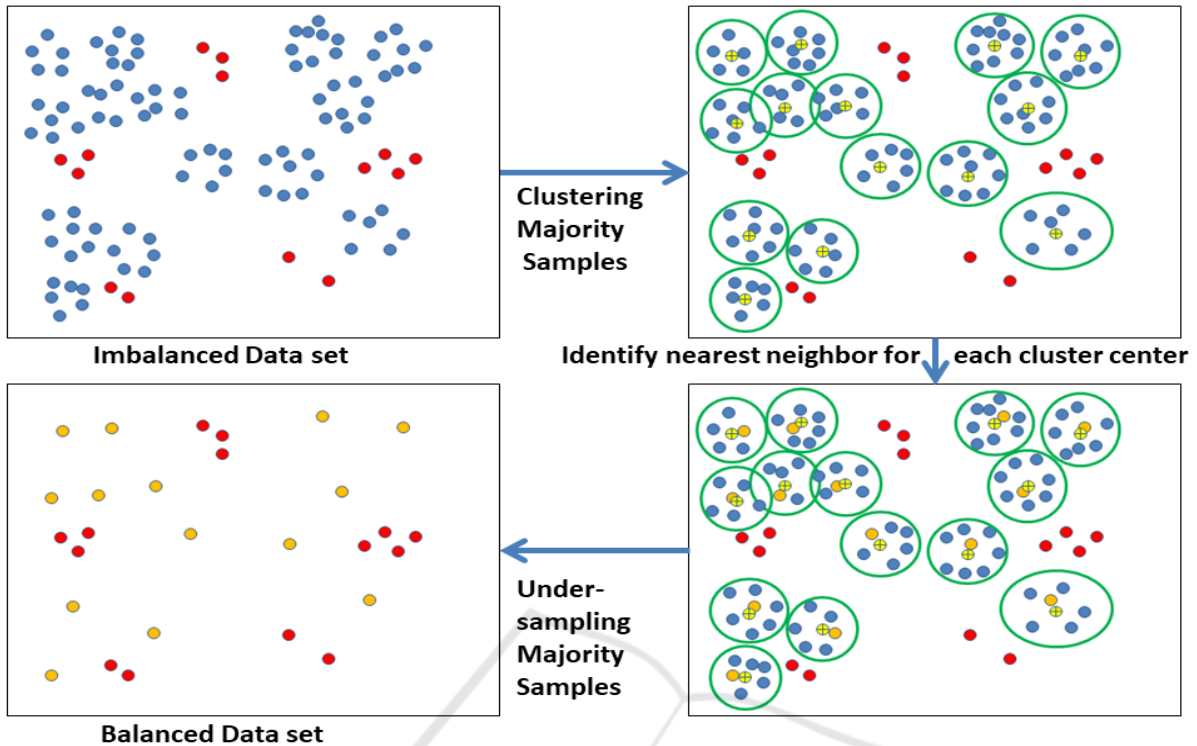 Clustering
Majority
Samples
Imbalanced Data set
Identify nearest neighbor for each cluster center
Under-
sampling
Majority
Samples
Balanced Data set